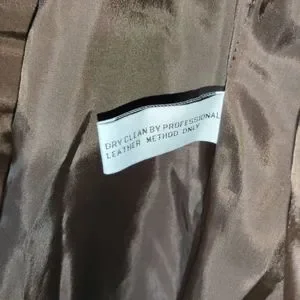 DRY CLEAN BY PROFESSIONAL
LEATHER METHOD ONLY